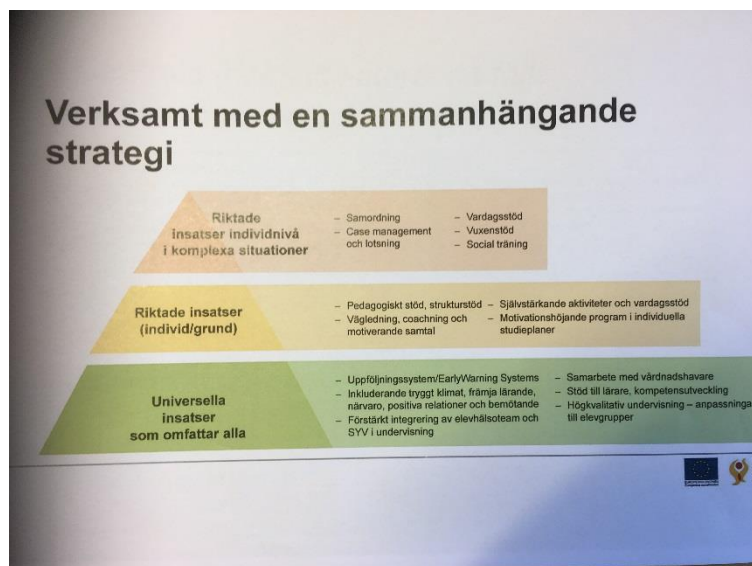 Verksamt med en sammanhängande
strategi
Riktade
insatser individnivå
i komplexa situationer
– Samordning
– Case management
och lotsning
– Vardagsstöd
– Vuxenstöd
– Social träning
Riktade insatser
(individ/grund)
– Pedagogiskt stöd, strukturstöd
– Vägledning, coachning och
motiverande samtal
– Självstärkande aktiviteter och vardagsstöd
– Motivationshöjande program i individuella
studieplaner
Universella
insatser
som omfattar alla
– Uppföljningssystem/EarlyWarning Systems
– Inkluderande tryggt klimat, främja lärande,
närvaro, positiva relationer och bemötande
– Förstärkt integrering av elevhälsoteam och
SYV i undervisning
– Samarbete med vårdnadshavare
– Stöd till lärare, kompetensutveckling
– Högkvalitativ undervisning – anpassninga
till elevgrupper